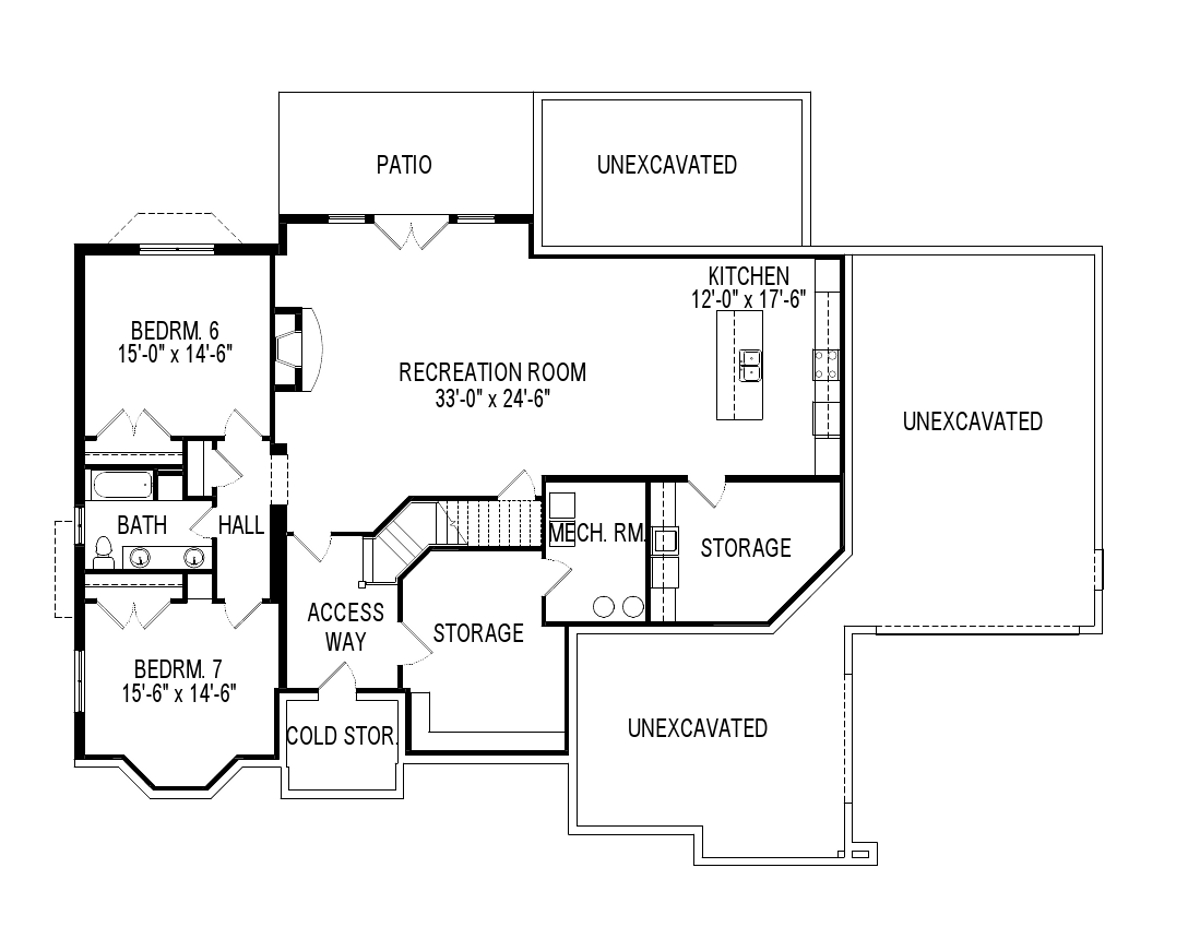 PATIO
UNEXCAVATED
KITCHEN
12'-0" x 17'-6"
BEDRM. 6
15'-0" x 14'-6"
RECREATION ROOM
33'-0" x 24'-6"
UNEXCAVATED
BATH
HALL
MECH. RM.
STORAGE
ACCESS
WAY
STORAGE
BEDRM. 7
15'-6" x 14'-6"
COLD STOR.
UNEXCAVATED